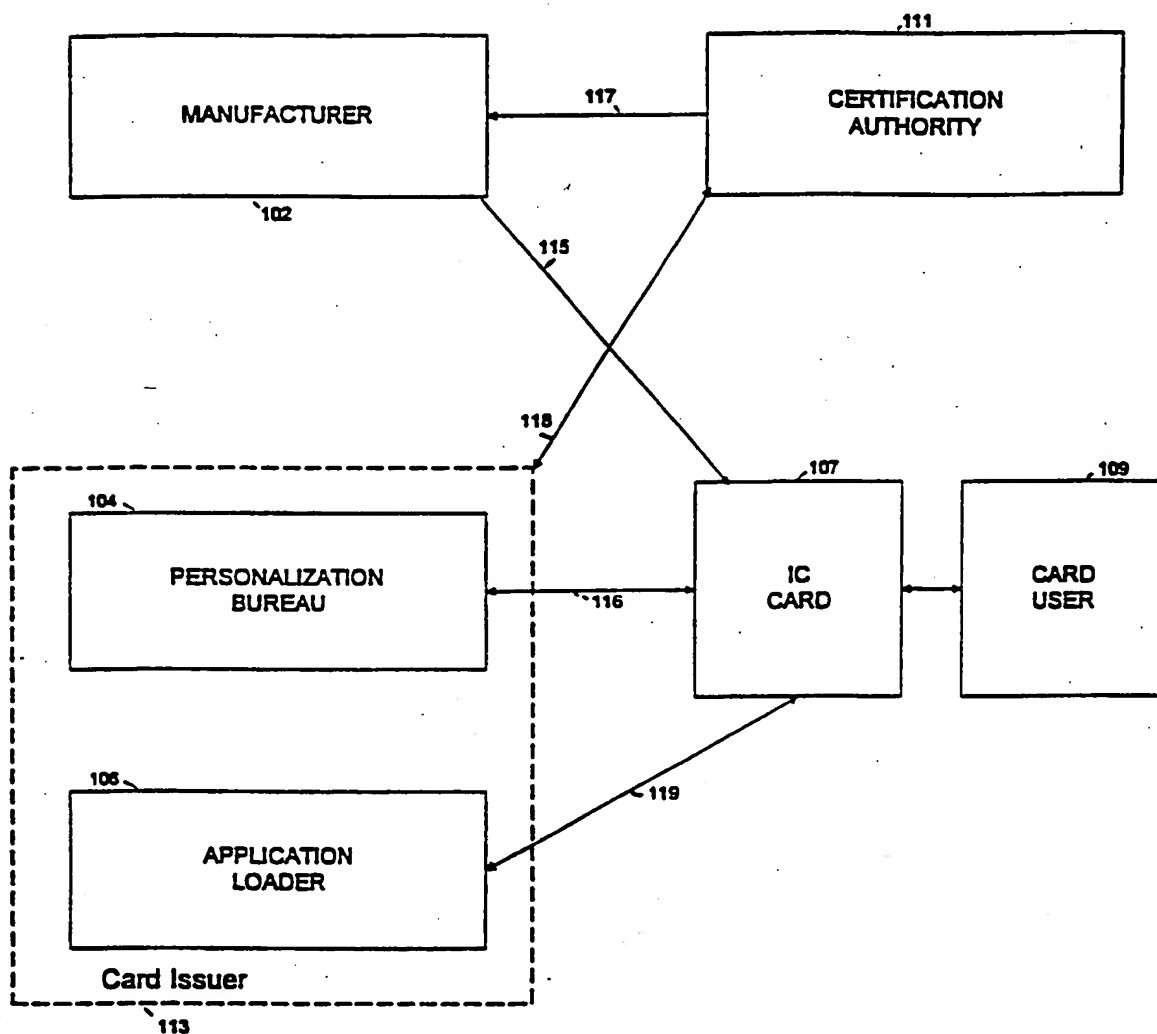 111
MANUFACTURER
117
CERTIFICATION
AUTHORITY
102
115
118
107
109
104
PERSONALIZATION
BUREAU
116
IC
CARD
CARD
USER
106
119
APPLICATION
LOADER
Card Issuer
113